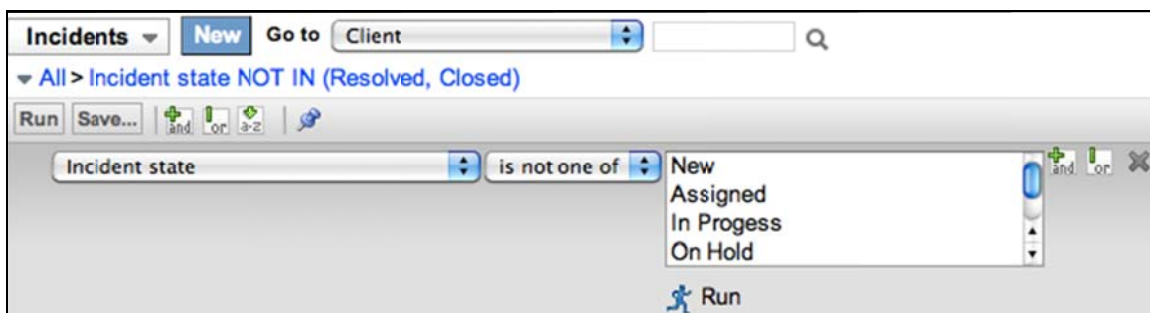 Incidents New Go to Client
All > Incident state NOT IN (Resolved, Closed)
Run Save... and or a-z
Incident state is not one of New and or
Assigned
In Progess
On Hold
Run